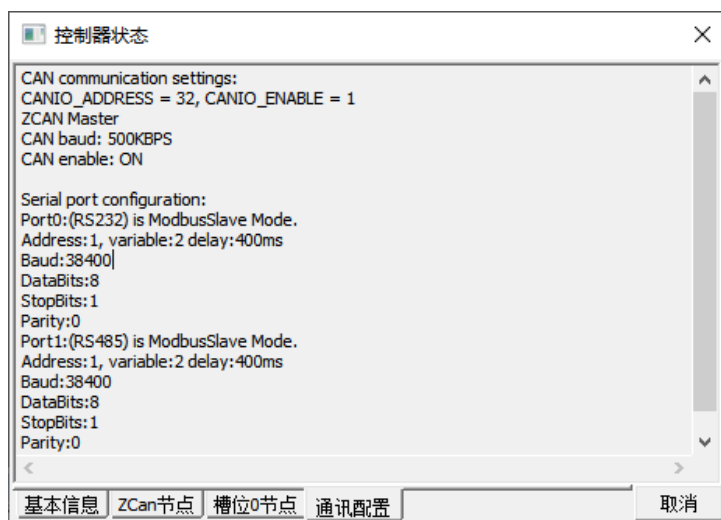 控制器状态
CAN communication settings:
CANIO_ADDRESS = 32, CANIO_ENABLE = 1
ZCAN Master
CAN baud: 500KBPS
CAN enable: ON
Serial port configuration:
Port0:(RS232) is ModbusSlave Mode.
Address:1, variable:2 delay:400ms
Baud:38400
DataBits:8
StopBits:1
Parity:0
Port1:(RS485) is ModbusSlave Mode.
Address:1, variable:2 delay:400ms
Baud:38400
DataBits:8
StopBits:1
Parity:0
基本信息 ZCan节点 槽位0节点 通讯配置 取消